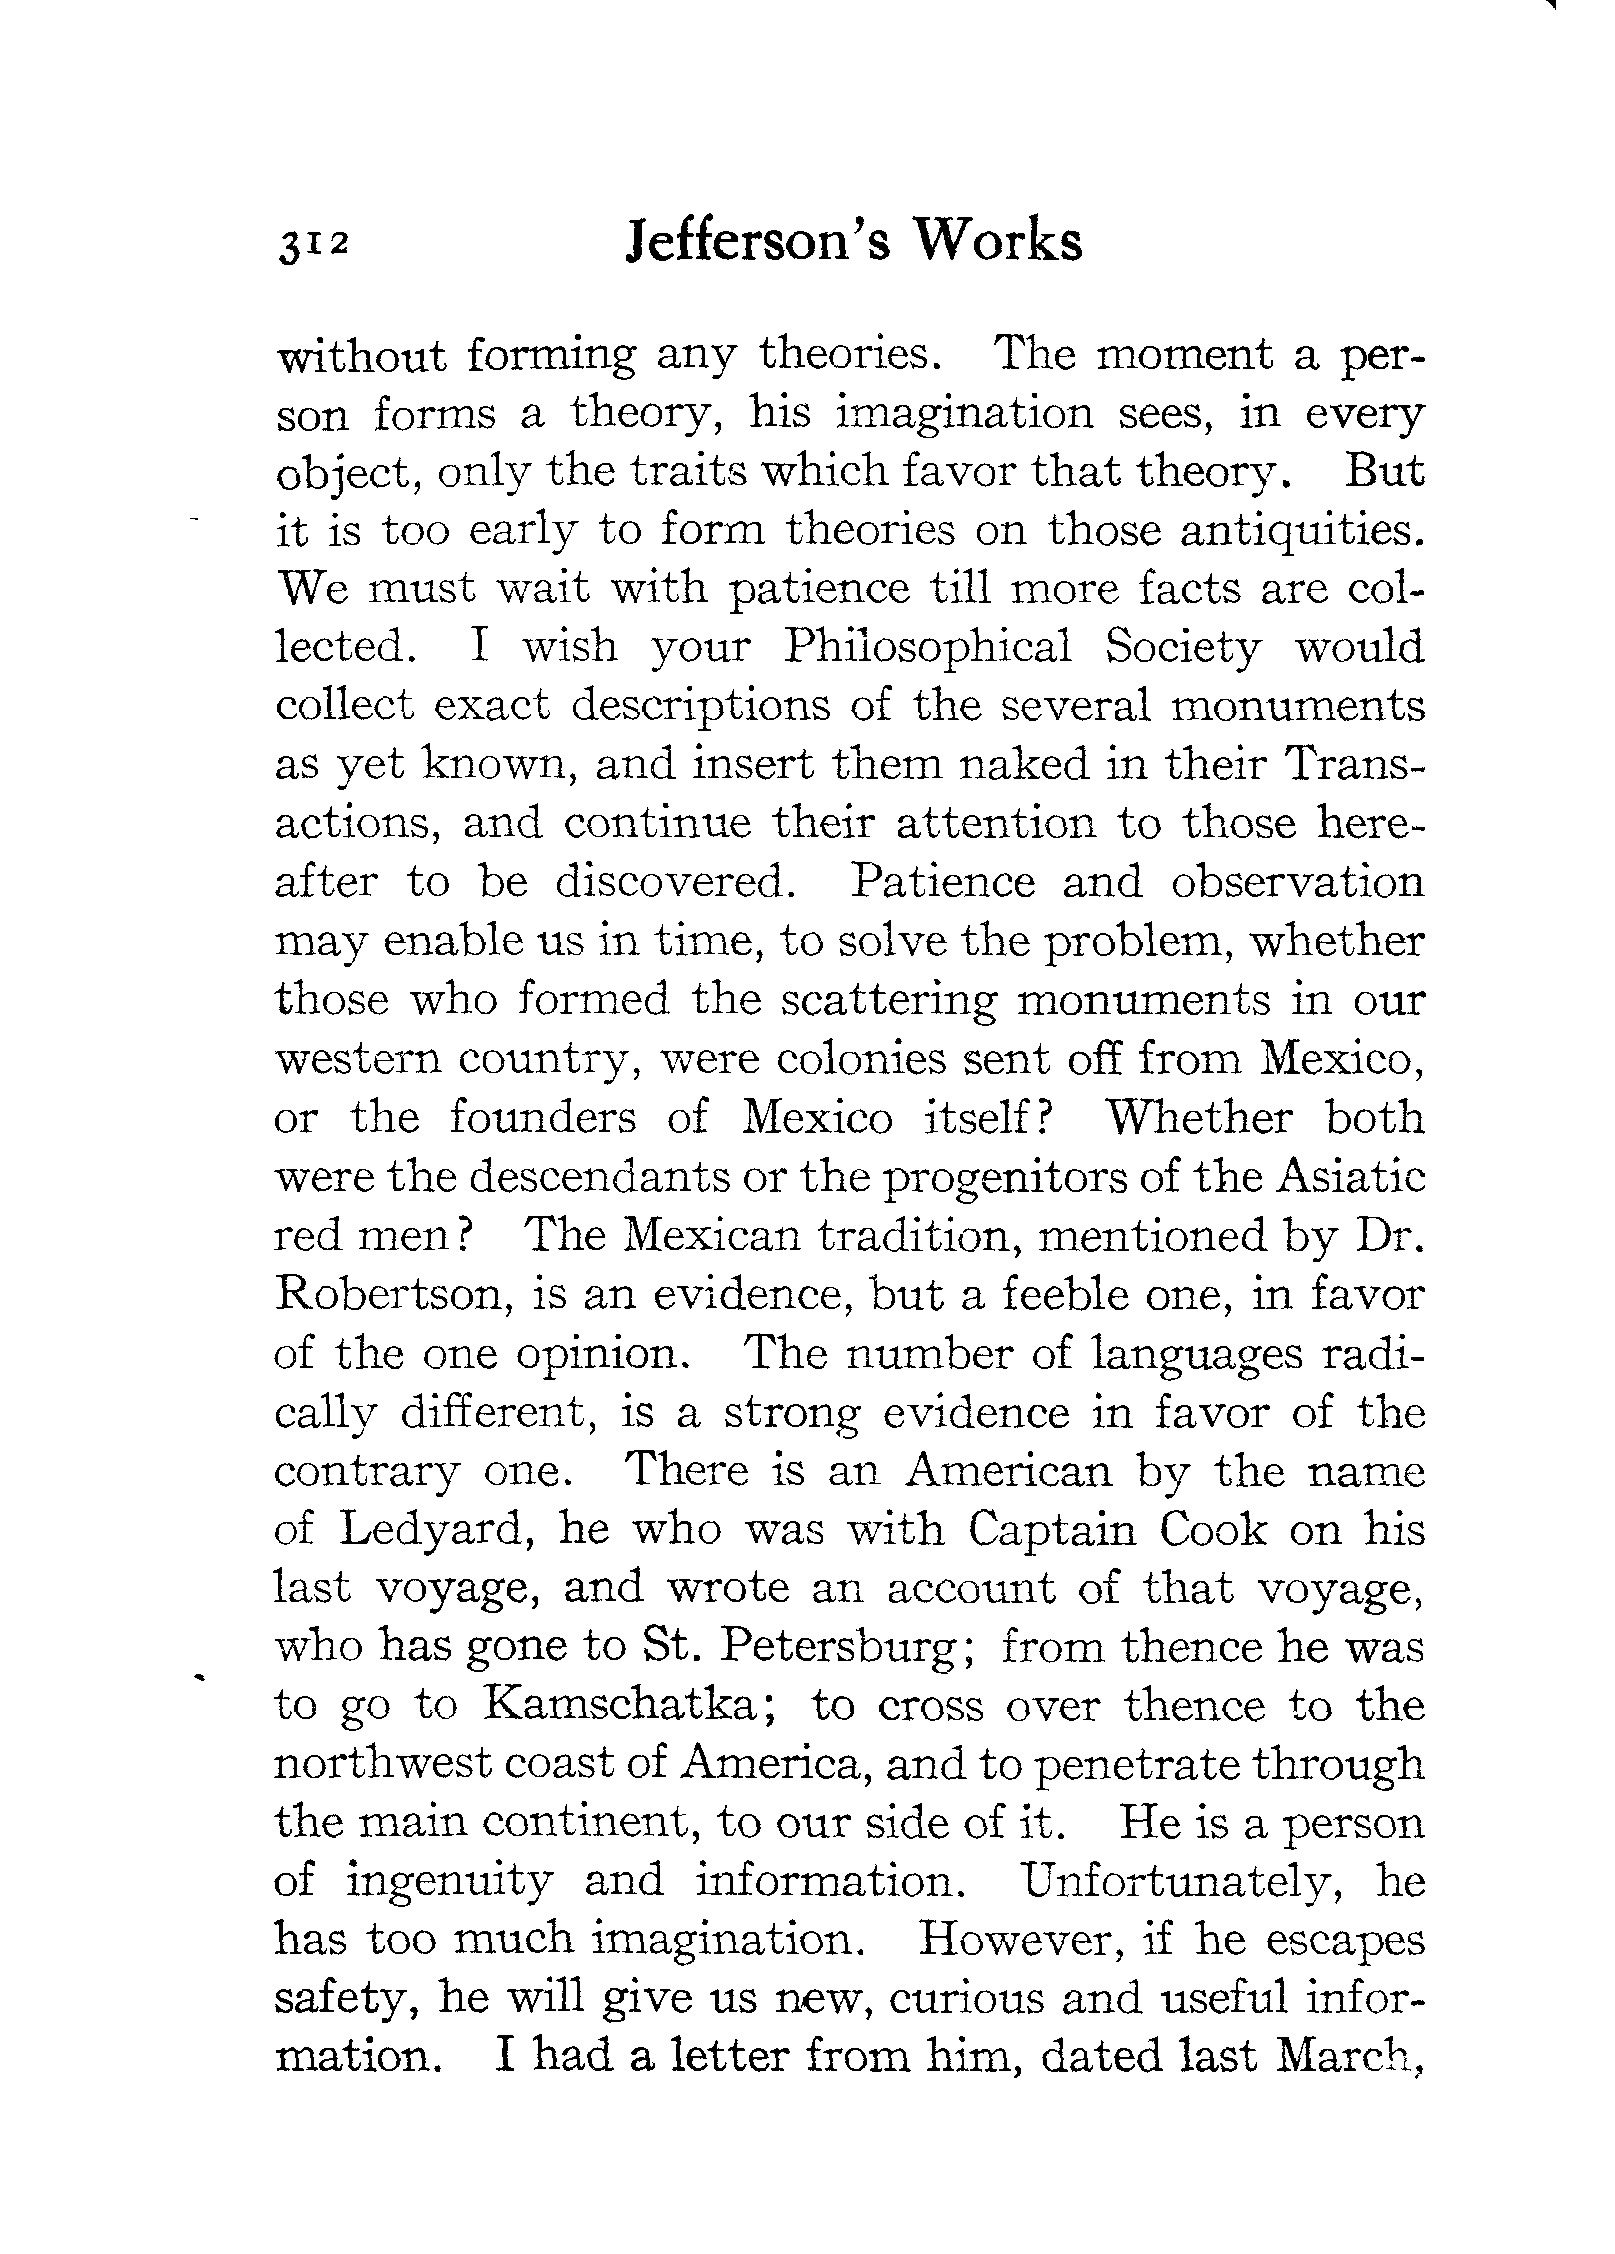 312 Jefferson's Works
without forming any theories. The moment a per-
son forms a theory, his imagination sees, in every
object, only the traits which favor that theory. But
it is too early to form theories on those antiquities.
We must wait with patience till more facts are col-
lected. I wish your Philosophical Society would
collect exact descriptions of the several monuments
as yet known, and insert them naked in their Trans-
actions, and continue their attention to those here-
after to be discovered. Patience and observation
may enable us in time, to solve the problem, whether
those who formed the scattering monuments in our
western country, were colonies sent off from Mexico,
or the founders of Mexico itself? Whether both
were the descendants or the progenitors of the Asiatic
red men? The Mexican tradition, mentioned by Dr.
Robertson, is an evidence, but a feeble one, in favor
of the one opinion. The number of languages radi-
cally different, is a strong evidence in favor of the
contrary one. There is an American by the name
of Ledyard, he who was with Captain Cook on his
last voyage, and wrote an account of that voyage,
who has gone to St. Petersburg; from thence he was
to go to Kamschatka; to cross over thence to the
northwest coast of America, and to penetrate through
the main continent, to our side of it. He is a person
of ingenuity and information. Unfortunately, he
has too much imagination. However, if he escapes
safety, he will give us new, curious and useful infor-
mation. I had a letter from him, dated last March,